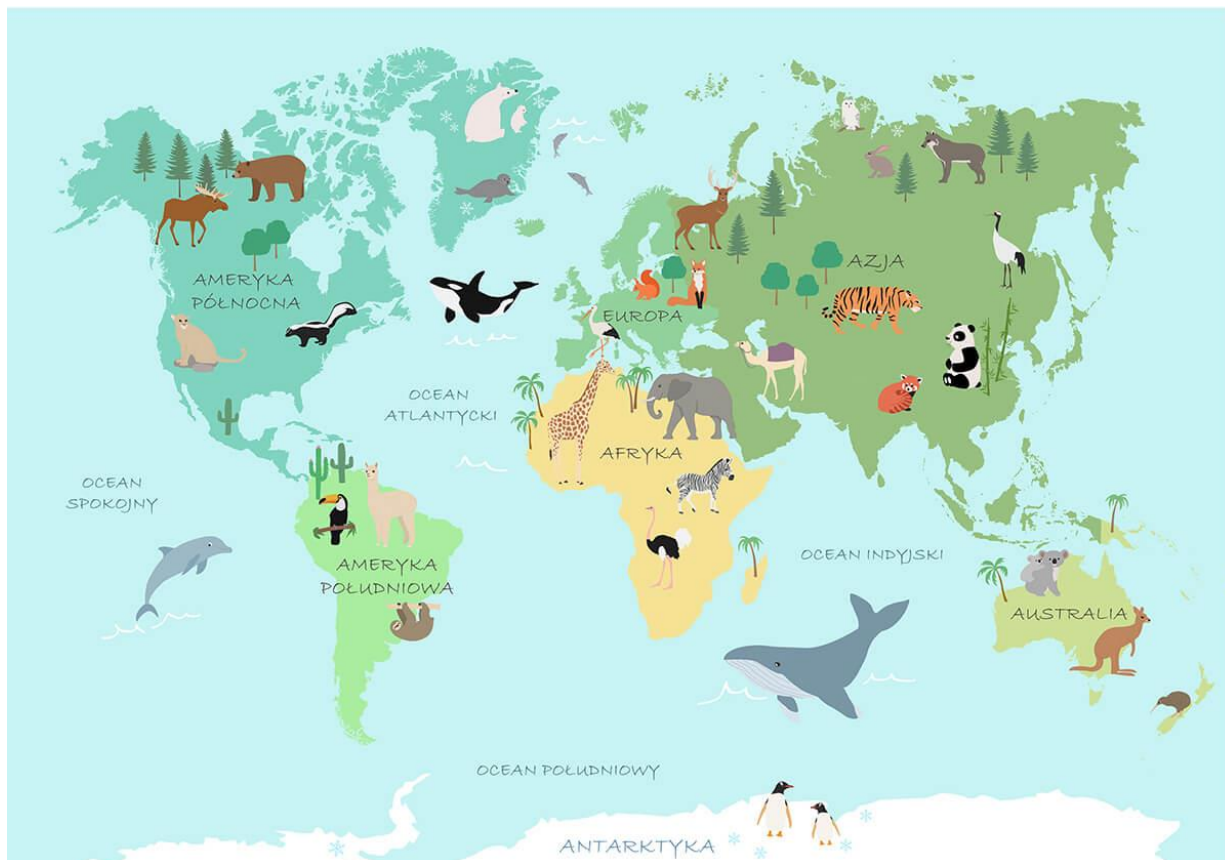 AZJA
AMERYKA
PÓŁNOCNA
EUROPA
OCEAN
ATLANTYCKI
AFRYKA
OCEAN
SPOKOJNY
OCEAN INDYJSKI
AMERYKA
POŁUDNIOWA
AUSTRALIA
OCEAN POŁUDNIOWY
ANTARKTYKA